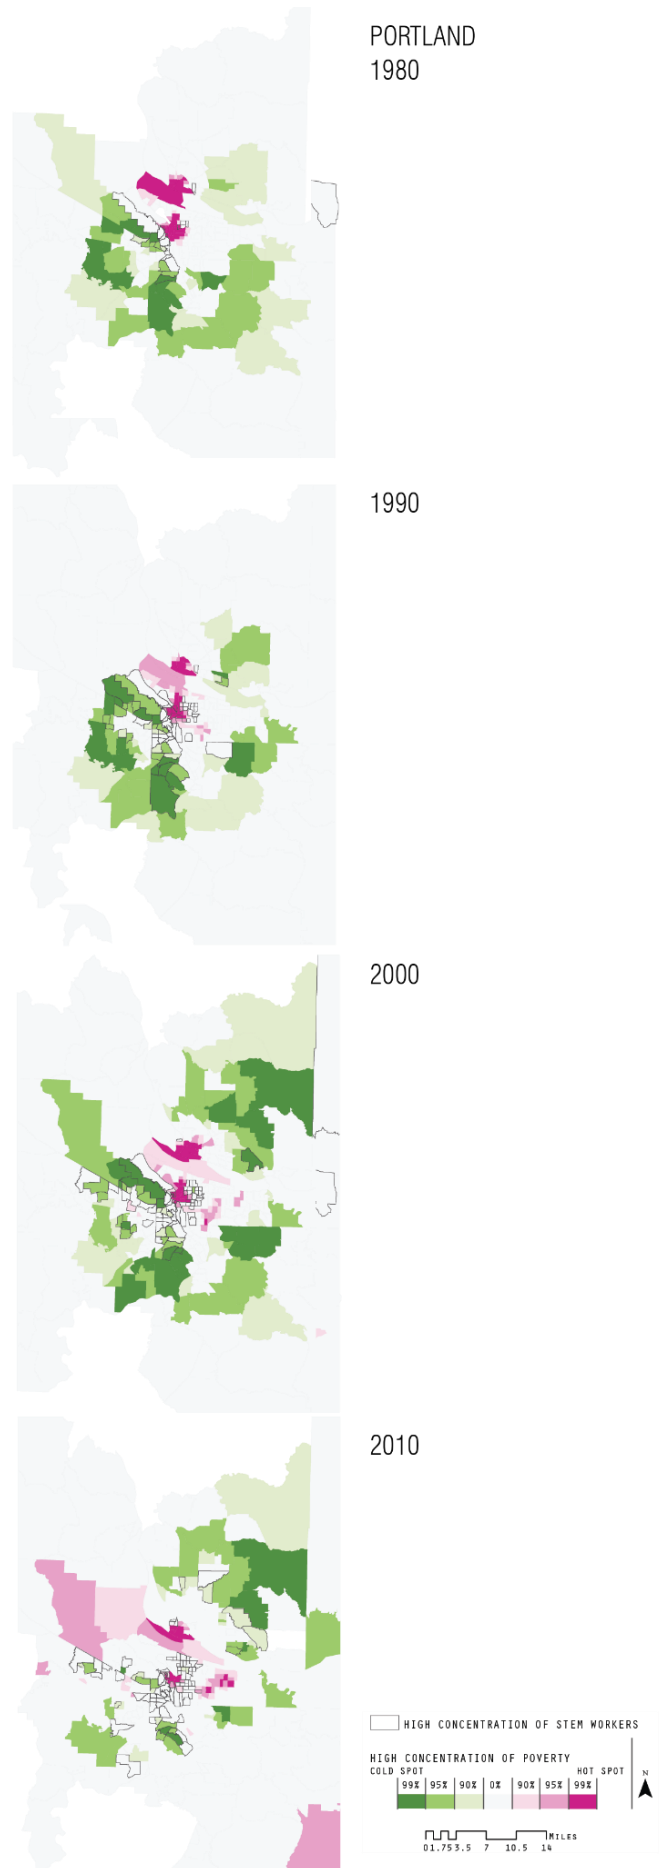 PORTLAND
1980
1990
2000
2010
HIGH CONCENTRATION OF STEM WORKERS
HIGH CONCENTRATION OF POVERTY
COLD SPOT HOT SPOT
99% 95% 90% 0% 90% 95% 99%
N
MILES
0 1.75 3.5 7 10.5 14